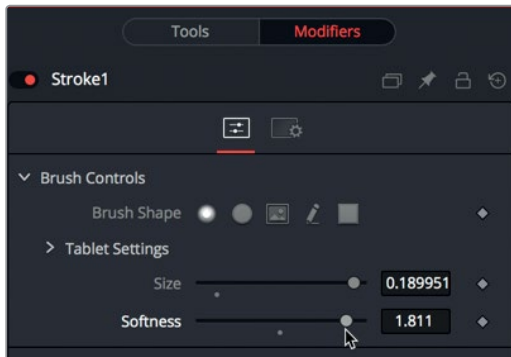 Tools Modifiers
Stroke1
Brush Controls
Brush Shape
Tablet Settings
Size 0.189951
Softness 1.811